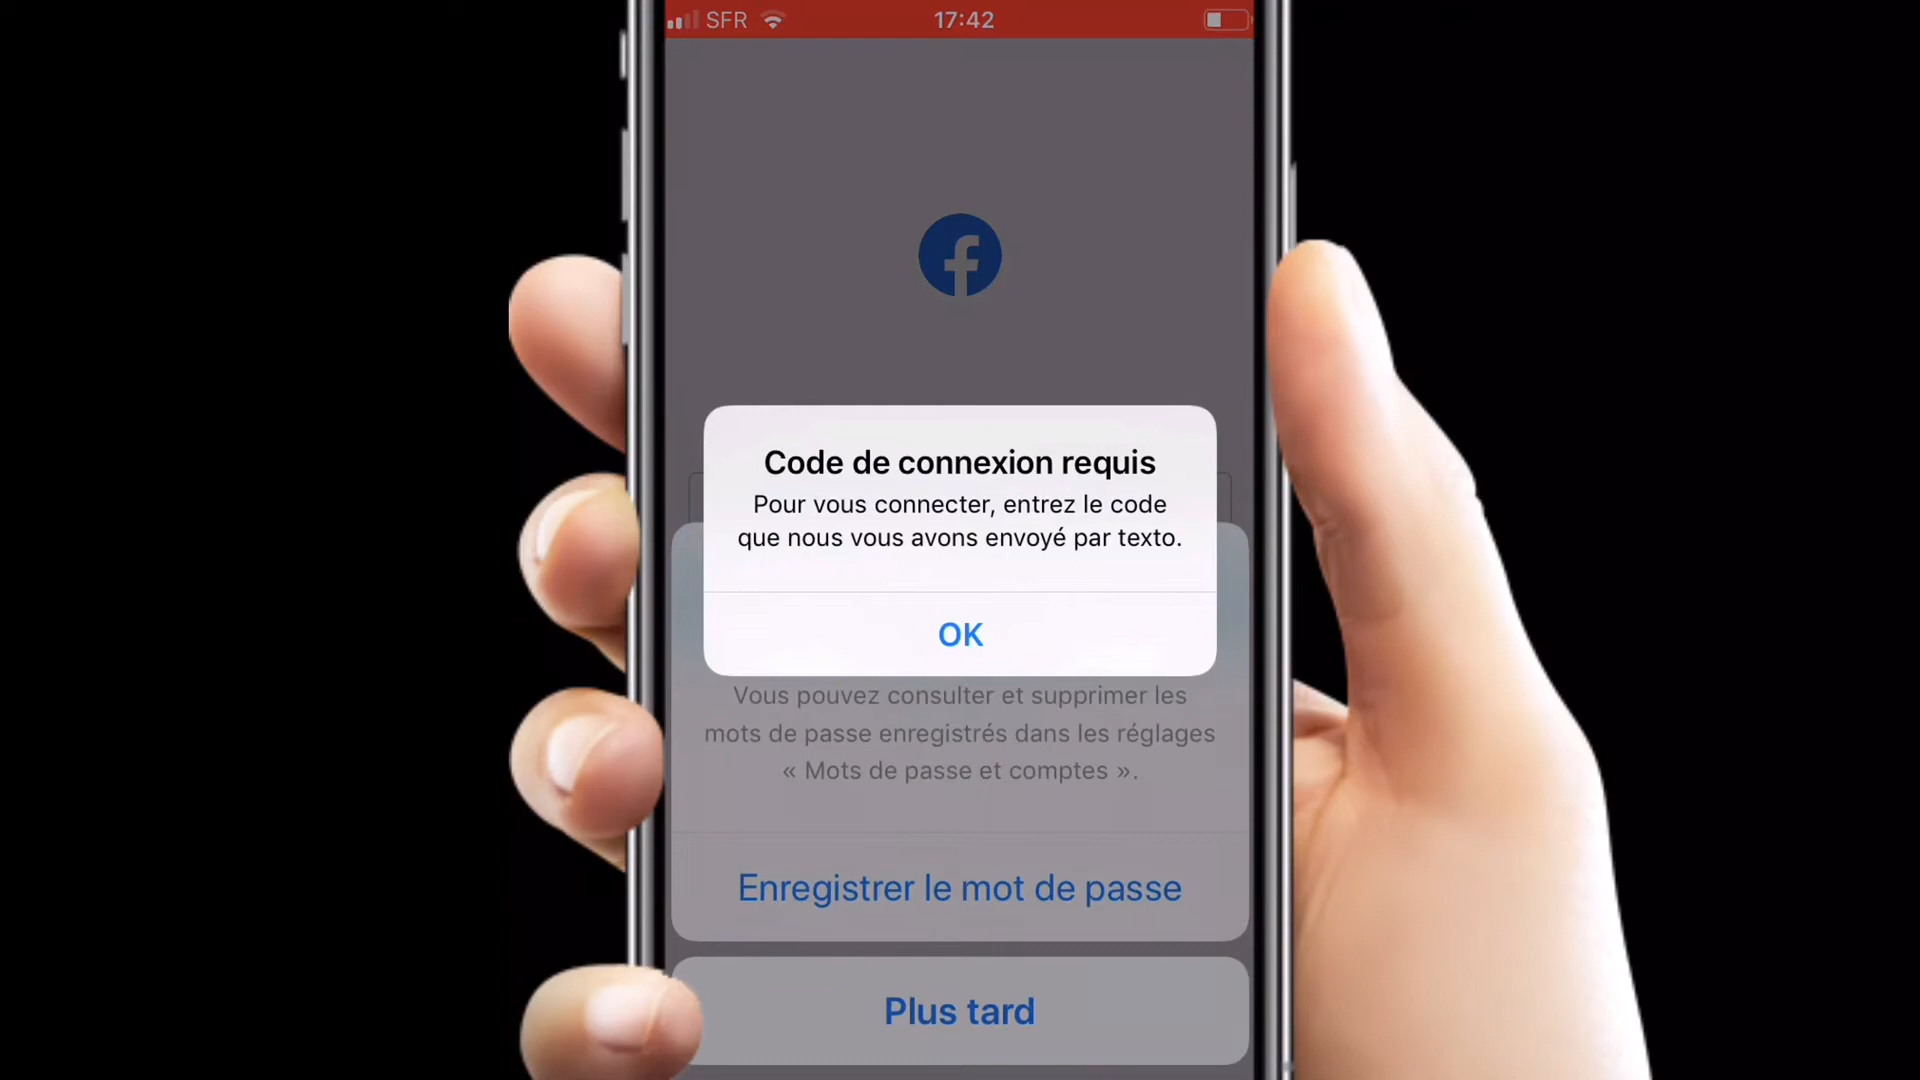 SFR 17:42
Code de connexion requis
Pour vous connecter, entrez le code
que nous vous avons envoyé par texto.
OK
Vous pouvez consulter et supprimer les
mots de passe enregistrés dans les réglages
« Mots de passe et comptes ».
Enregistrer le mot de passe
Plus tard